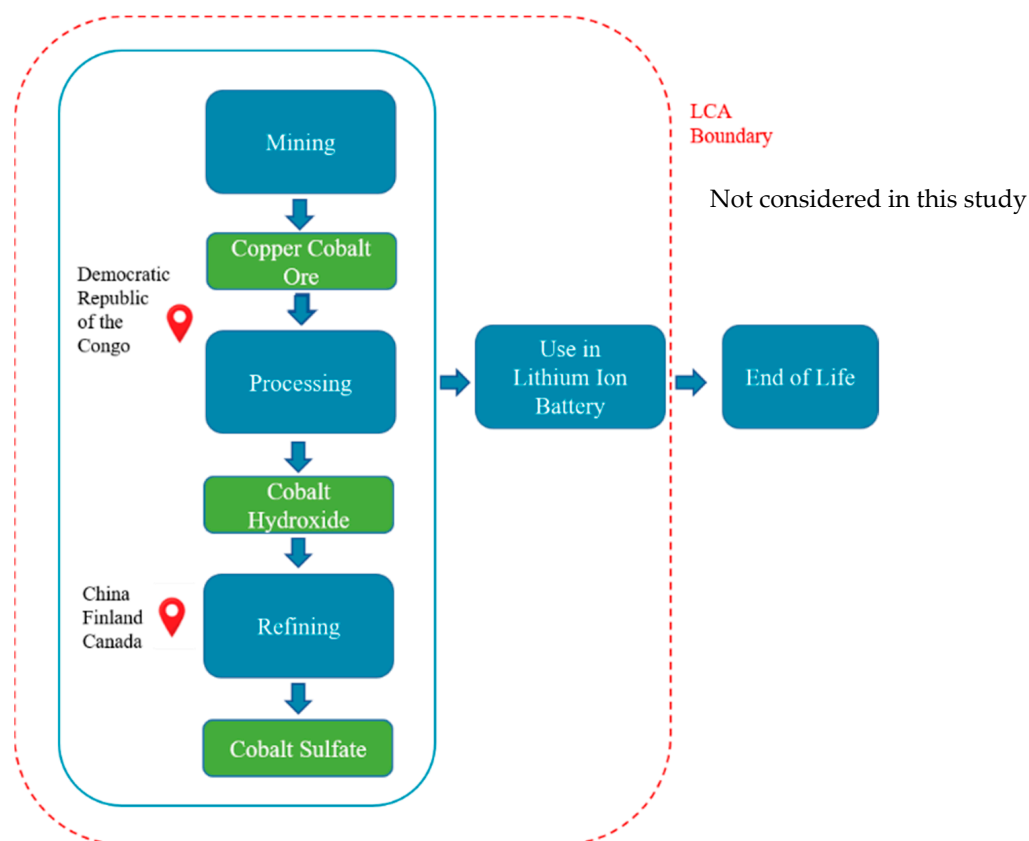 Mining
Copper Cobalt
Ore
Democratic
Republic
of the
Congo
Processing
Cobalt
Hydroxide
China
Finland
Canada
Refining
Cobalt Sulfate
Use in
Lithium Ion
Battery
LCA
Boundary
Not considered in this study
End of Life